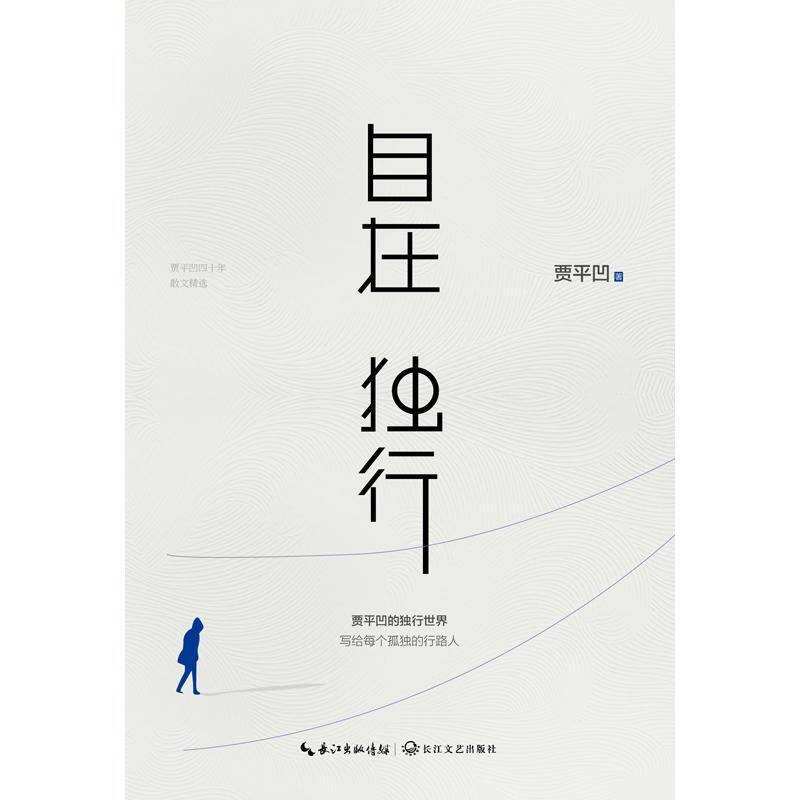 自在
独行
贾平凹四十年
散文精选
贾平凹 著
贾平凹的独行世界
写给每个孤独的行路人
长江出版传媒 | 长江文艺出版社